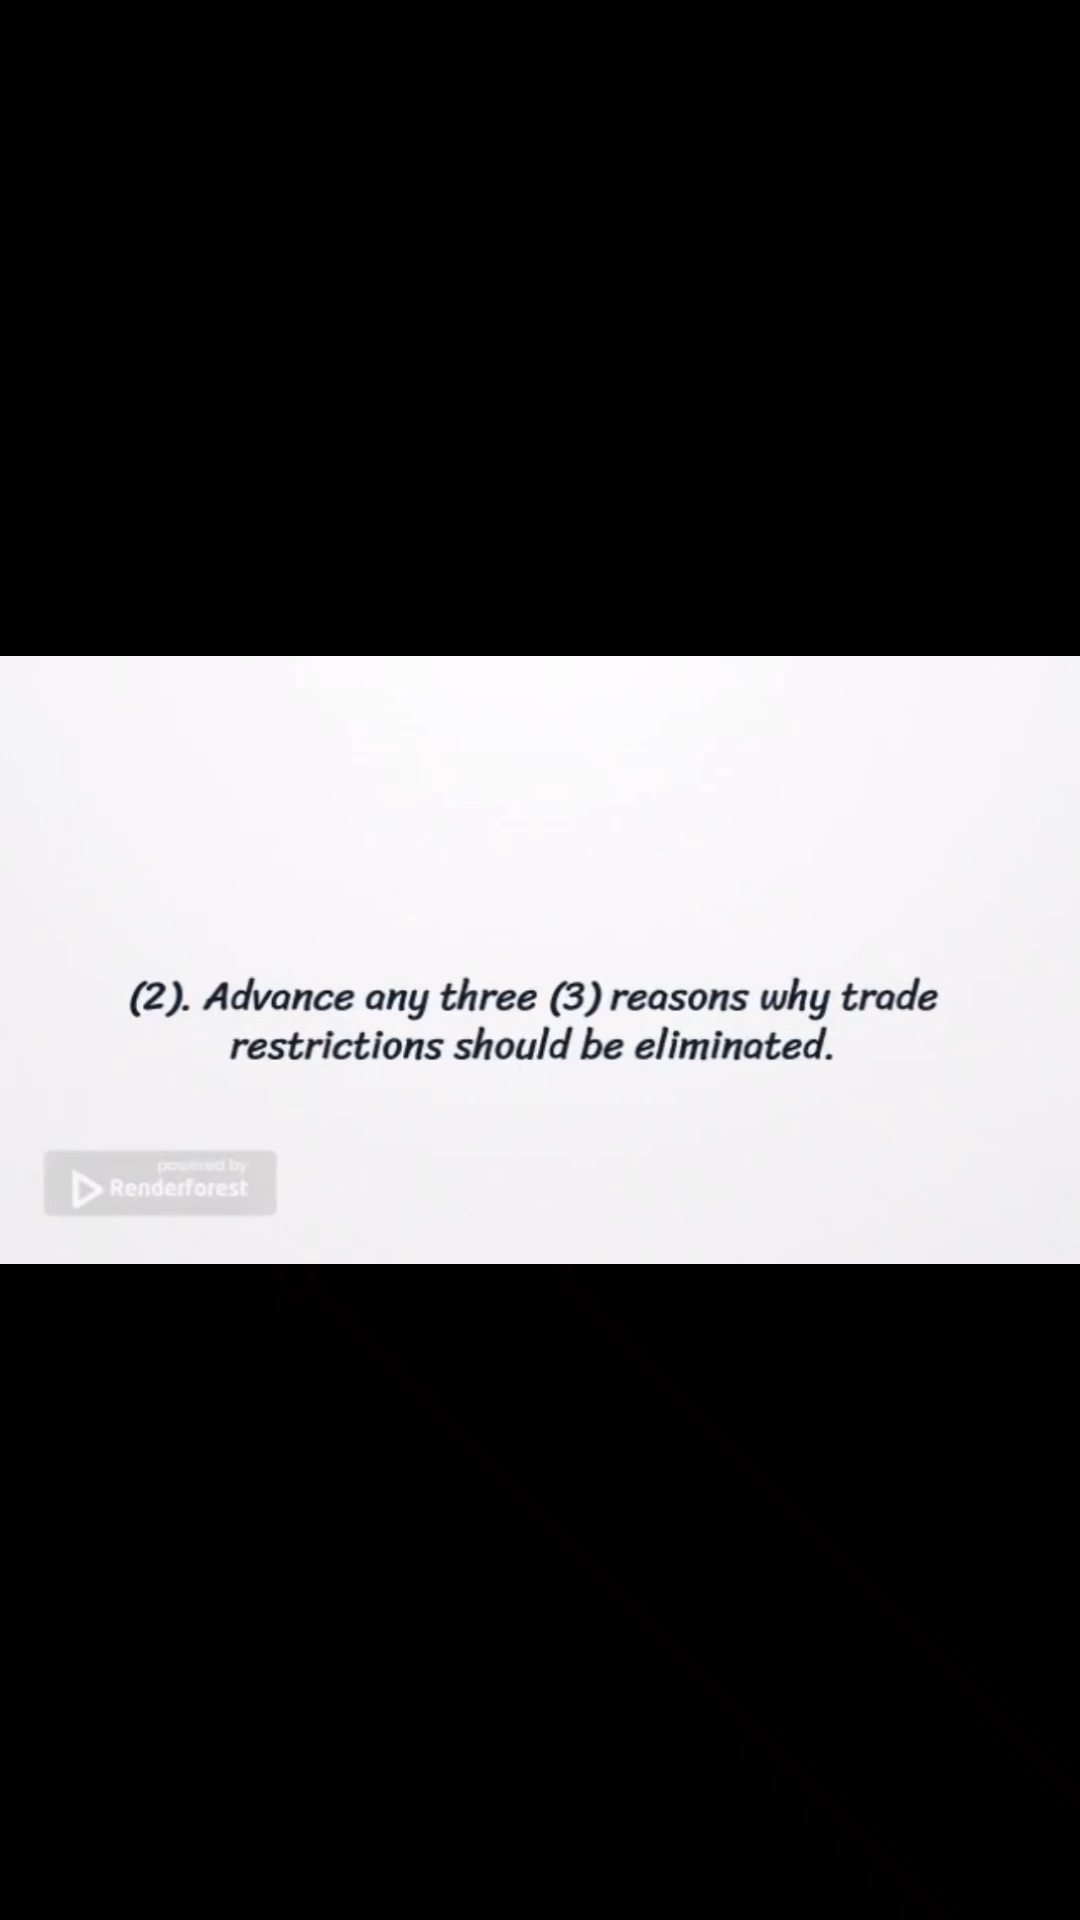 (2). Advance any three (3) reasons why trade
restrictions should be eliminated.
powered by
Renderforest